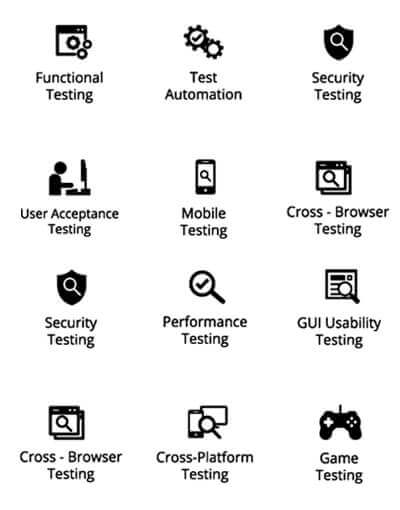 Functional
Testing
Test
Automation
Security
Testing
User Acceptance
Testing
Mobile
Testing
Cross - Browser
Testing
Security
Testing
Performance
Testing
GUI Usability
Testing
Cross - Browser
Testing
Cross-Platform
Testing
Game
Testing